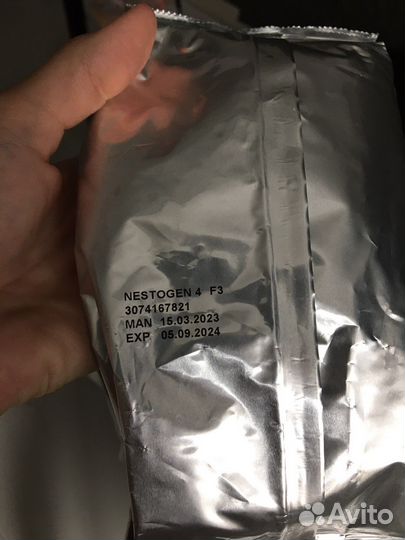 NESTOGEN 4 F3
3074167821
MAN 15.03.2023
EXP 05.09.2024
Avito